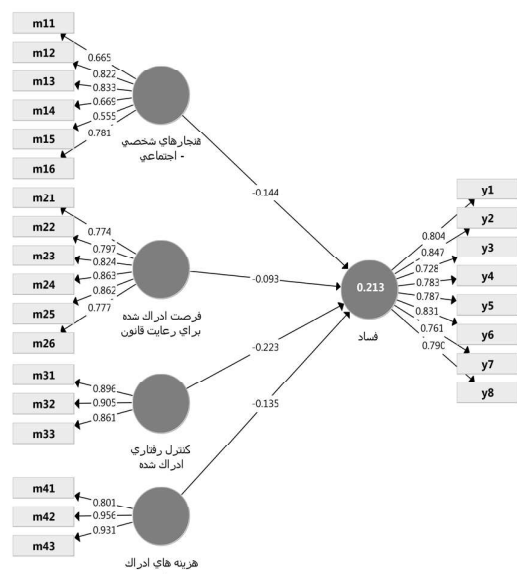 m11
m12
m13
m14
m15
m16
0.665
0.822
0.833
0.669
0.555
0.781
هنجارهاي شخصي
- اجتماعي
-0.144
m21
m22
m23
m24
m25
m26
0.774
0.797
0.824
0.863
0.862
0.777
فرصت ادراك شده
براي رعايت قانون
-0.093
m31
m32
m33
0.896
0.905
0.861
كنترل رفتاري
ادراك شده
-0.223
m41
m42
m43
0.801
0.956
0.931
هزينه هاي ادراك
-0.135
0.213
فساد
0.804
0.847
0.728
0.783
0.787
0.831
0.761
0.790
y1
y2
y3
y4
y5
y6
y7
y8